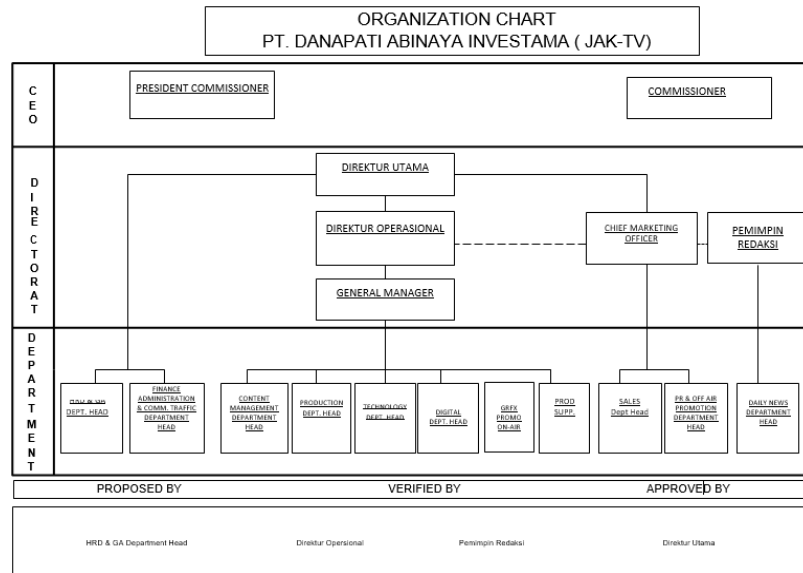 ORGANIZATION CHART
PT. DANAPATI ABINAYA INVESTAMA ( JAK-TV)
CEO
PRESIDENT COMMISSIONER
COMMISSIONER
DIRECTORAT
DIREKTUR UTAMA
DIREKTUR OPERASIONAL
CHIEF MARKETING
OFFICER
PEMIMPIN
REDAKSI
GENERAL MANAGER
DEPARTMENT
DEPT. HEAD
FINANCE
ADMINISTRATION
& COMM. TRAFFIC
DEPARTMENT
HEAD
CONTENT
MANAGEMENT
DEPARTMENT
HEAD
PRODUCTION
DEPT. HEAD
TECHNOLOGY
DEPT. HEAD
DIGITAL
DEPT. HEAD
GRFX
PROMO
ON-AIR
PROD
SUPP.
SALES
Dept Head
PR & OFF AIR
PROMOTION
DEPARTMENT
HEAD
DAILY NEWS
DEPARTMENT
HEAD
PROPOSED BY
VERIFIED BY
APPROVED BY
HRD & GA Department Head
Direktur Opersional
Pemimpin Redaksi
Direktur Utama